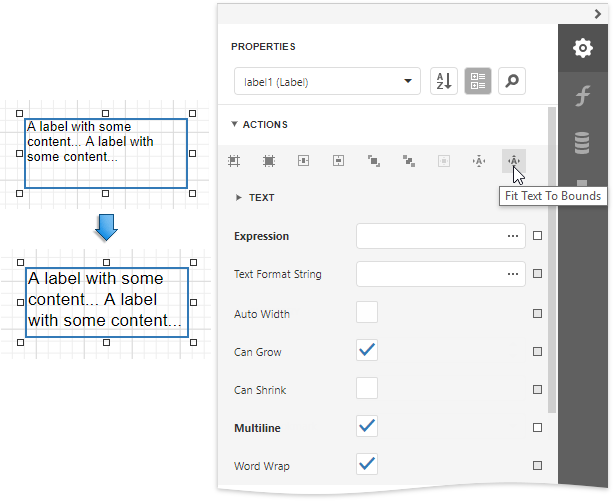 A label with some
content... A label with
some content...
A label with some
content... A label
with some content...
PROPERTIES
label1 (Label)
A
Z
ACTIONS
A
A
Fit Text To Bounds
TEXT
Expression
...
Text Format String
...
Auto Width
Can Grow
Can Shrink
Multiline
Word Wrap